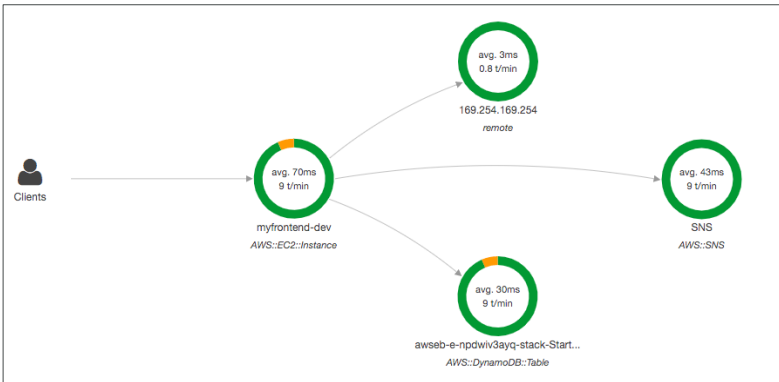 avg. 3ms
0.8 t/min
169.254.169.254
remote
Clients
avg. 70ms
9 t/min
myfrontend-dev
AWS::EC2::Instance
avg. 43ms
9 t/min
SNS
AWS::SNS
avg. 30ms
9 t/min
awseb-e-npdwiv3ayq-stack-Start...
AWS::DynamoDB::Table